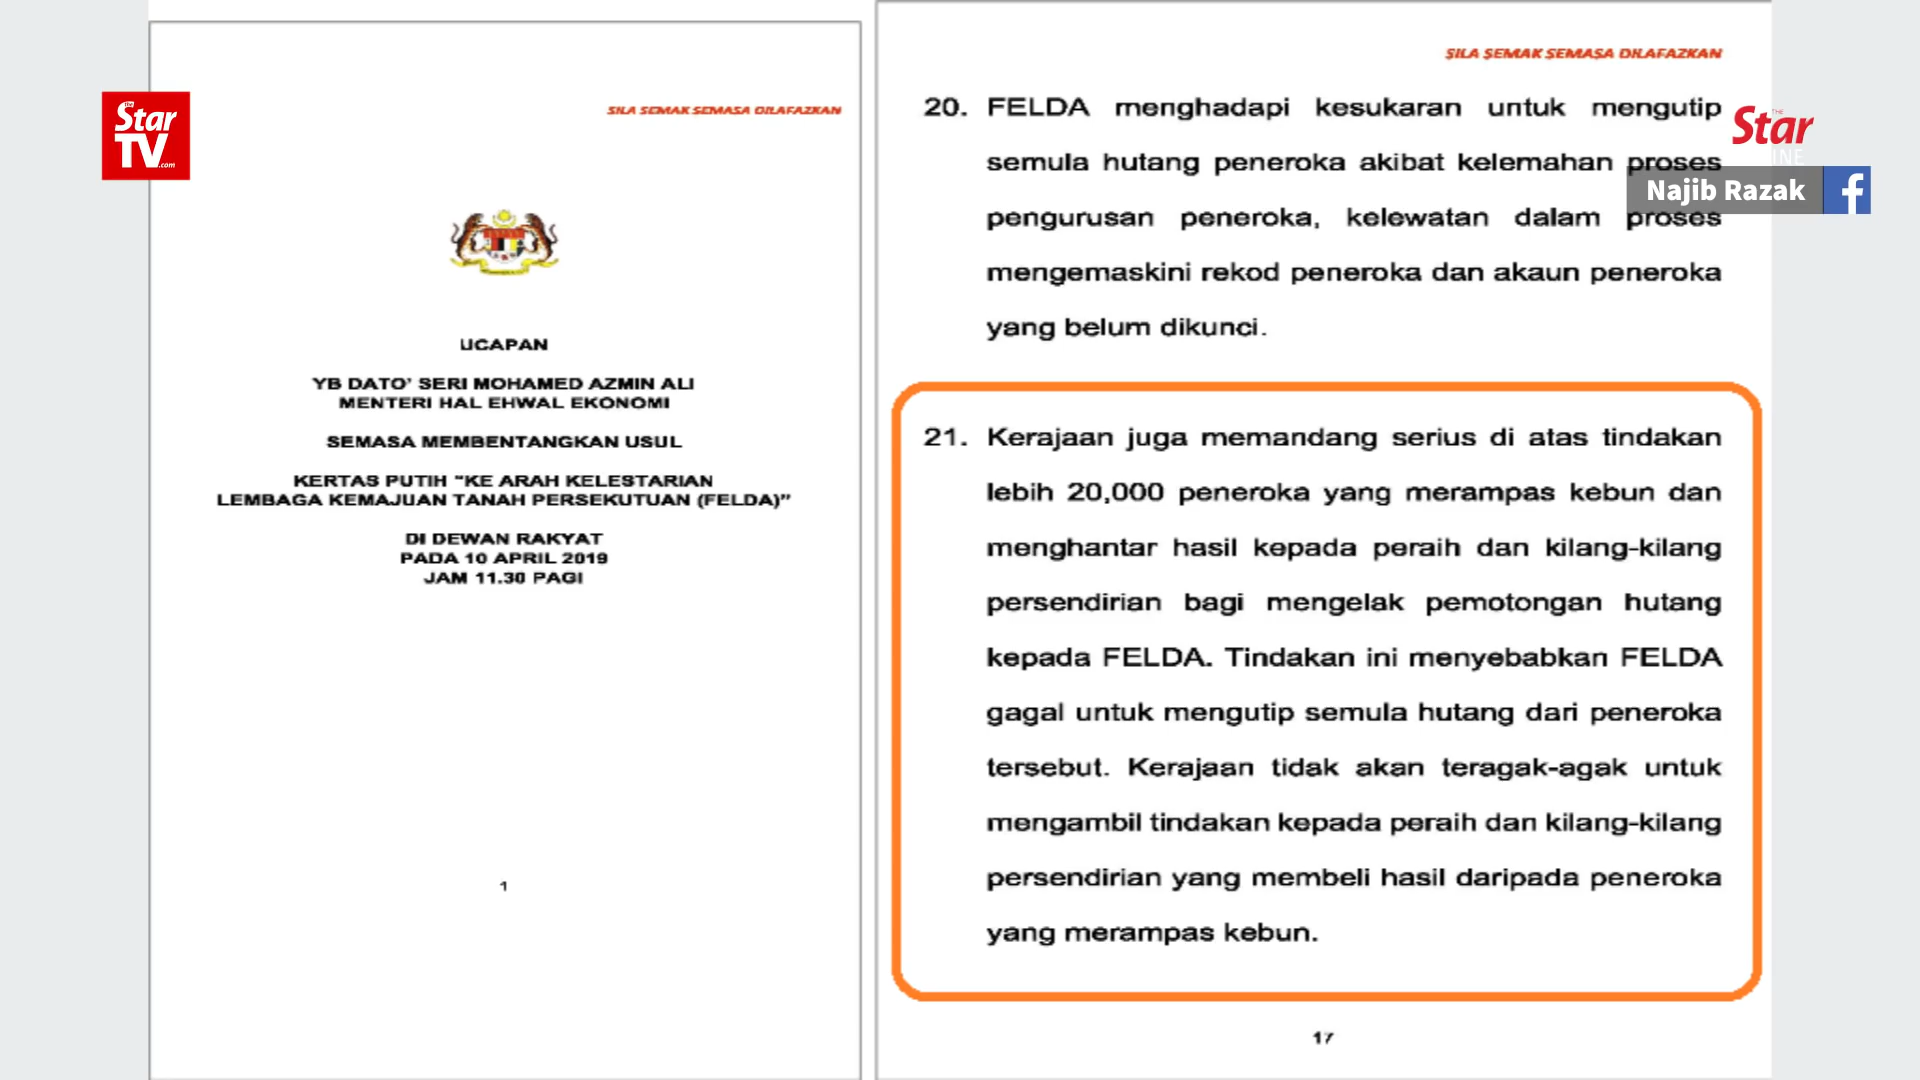 The
Star
TV
.com
SILA SEMAK SEMASA DILAFAZKAN
UCAPAN
YB DATO' SERI MOHAMED AZMIN ALI
MENTERI HAL EHWAL EKONOMI
SEMASA MEMBENTANGKAN USUL
KERTAS PUTIH "KE ARAH KELESTARIAN
LEMBAGA KEMAJUAN TANAH PERSEKUTUAN (FELDA)"
DI DEWAN RAKYAT
PADA 10 APRIL 2019
JAM 11.30 PAGI
1
SILA SEMAK SEMASA DILAFAZKAN
20. FELDA menghadapi kesukaran untuk mengutip
semula hutang peneroka akibat kelemahan proses
pengurusan peneroka, kelewatan dalam proses
mengemaskini rekod peneroka dan akaun peneroka
yang belum dikunci.
21. Kerajaan juga memandang serius di atas tindakan
lebih 20,000 peneroka yang merampas kebun dan
menghantar hasil kepada peraih dan kilang-kilang
persendirian bagi mengelak pemotongan hutang
kepada FELDA. Tindakan ini menyebabkan FELDA
gagal untuk mengutip semula hutang dari peneroka
tersebut. Kerajaan tidak akan teragak-agak untuk
mengambil tindakan kepada peraih dan kilang-kilang
persendirian yang membeli hasil daripada peneroka
yang merampas kebun.
17
THE
Star
INE
Najib Razak
f